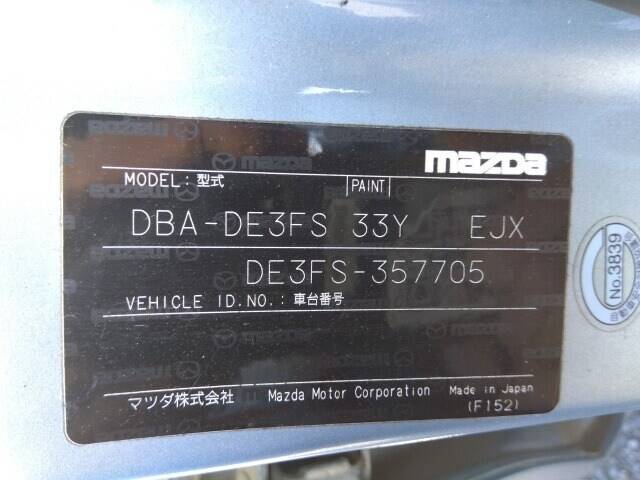 mazda
MODEL: 型式 PAINT
DBA-DE3FS 33Y EJX
DE3FS-357705
VEHICLE ID.NO.: 車台番号
マツダ株式会社 Mazda Motor Corporation Made in Japan
(F152)
No.3839